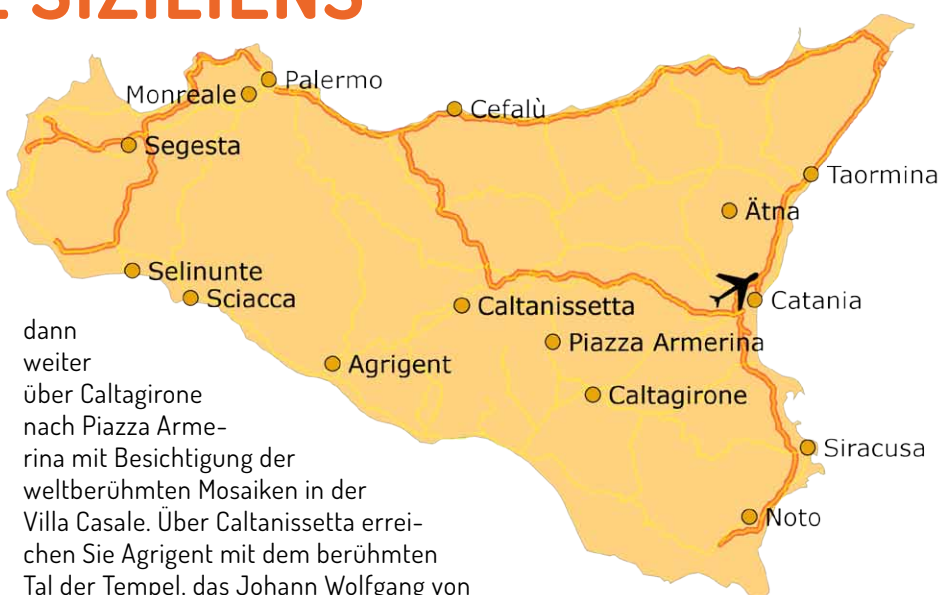 SIZILIENS
Palermo
Monreale
Cefalù
Segesta
Taormina
Ätna
Selinunte
Sciacca
Catania
Caltanissetta
Piazza Armerina
Agrigent
Caltagirone
Siracusa
Noto
dann
weiter
über Caltagirone
nach Piazza Arme-
rina mit Besichtigung der
weltberühmten Mosaiken in der
Villa Casale. Über Caltanissetta errei-
chen Sie Agrigent mit dem berühmten
Tal der Tempel, das Johann Wolfgang von